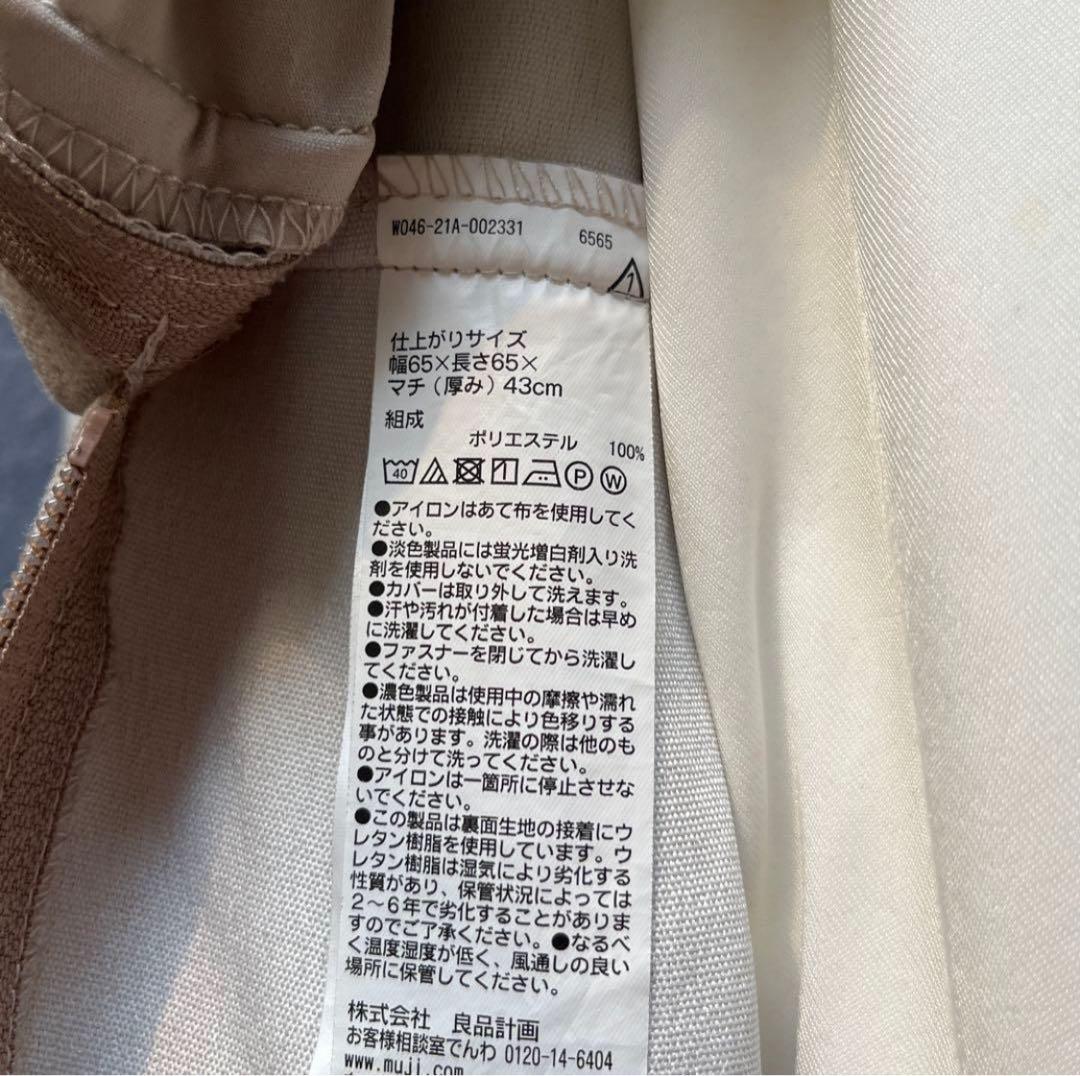 W046-21A-002331 6565
1
仕上がりサイズ
幅65×長さ65×
マチ（厚み）43cm
組成
ポリエステル 100%
40 P W
●アイロンはあて布を使用してく
ださい。
●淡色製品には蛍光増白剤入り洗
剤を使用しないでください。
●カバーは取り外して洗えます。
●汗や汚れが付着した場合は早め
に洗濯してください。
●ファスナーを閉じてから洗濯し
てください。
●濃色製品は使用中の摩擦や濡れ
た状態での接触により色移りする
事があります。洗濯の際は他のも
のと分けて洗ってください。
●アイロンは一箇所に停止させな
いでください。
●この製品は裏面生地の接着にウ
レタン樹脂を使用しています。ウ
レタン樹脂は湿気により劣化する
性質があり、保管状況によっては
2～6年で劣化することがありま
すのでご了承ください。●なるべ
く温度湿度が低く、風通しの良い
場所に保管してください。
株式会社 良品計画
お客様相談室でんわ 0120-14-6404
www.muji.com